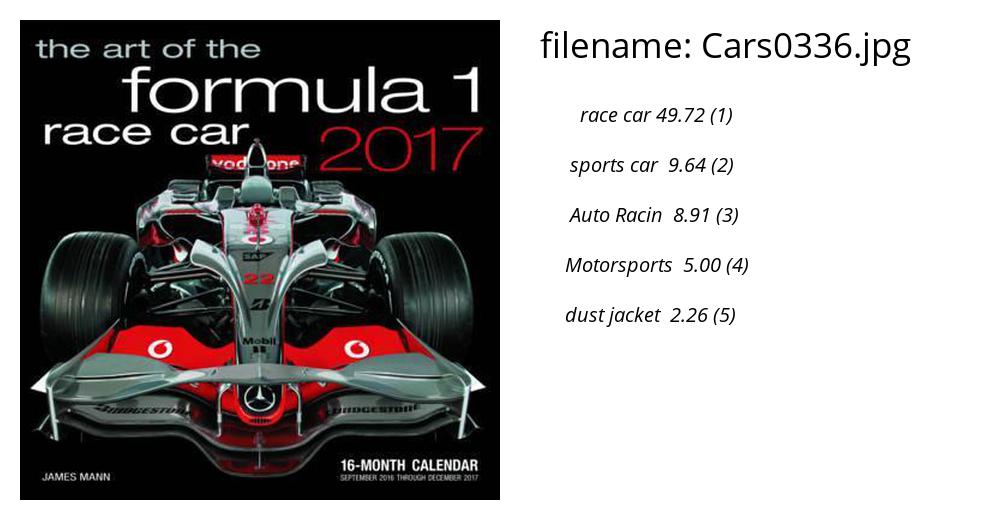 the art of the
formula 1
race car
2017
vodafone
SAP
22
Mobil
BRIDGESTONE
BRIDGESTONE
JAMES MANN
16-MONTH CALENDAR
SEPTEMBER 2016 THROUGH DECEMBER 2017
filename: Cars0336.jpg
race car 49.72 (1)
sports car 9.64 (2)
Auto Racin 8.91 (3)
Motorsports 5.00 (4)
dust jacket 2.26 (5)